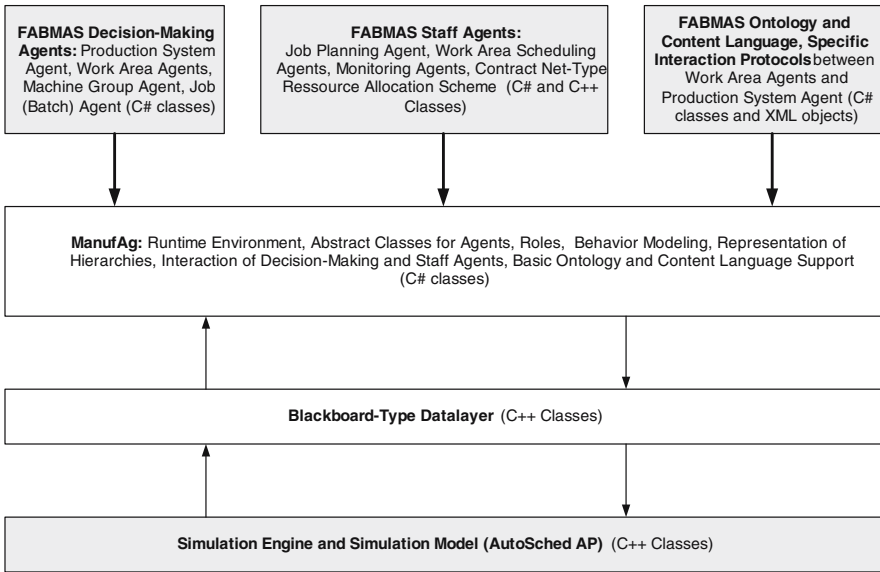 FABMAS Decision-Making
Agents: Production System
Agent, Work Area Agents,
Machine Group Agent, Job
(Batch) Agent (C# classes)
FABMAS Staff Agents:
Job Planning Agent, Work Area Scheduling
Agents, Monitoring Agents, Contract Net-Type
Ressource Allocation Scheme (C# and C++
Classes)
FABMAS Ontology and
Content Language, Specific
Interaction Protocols between
Work Area Agents and
Production System Agent (C#
classes and XML objects)
ManufAg: Runtime Environment, Abstract Classes for Agents, Roles, Behavior Modeling, Representation of
Hierarchies, Interaction of Decision-Making and Staff Agents, Basic Ontology and Content Language Support
(C# classes)
Blackboard-Type Datalayer (C++ Classes)
Simulation Engine and Simulation Model (AutoSched AP) (C++ Classes)